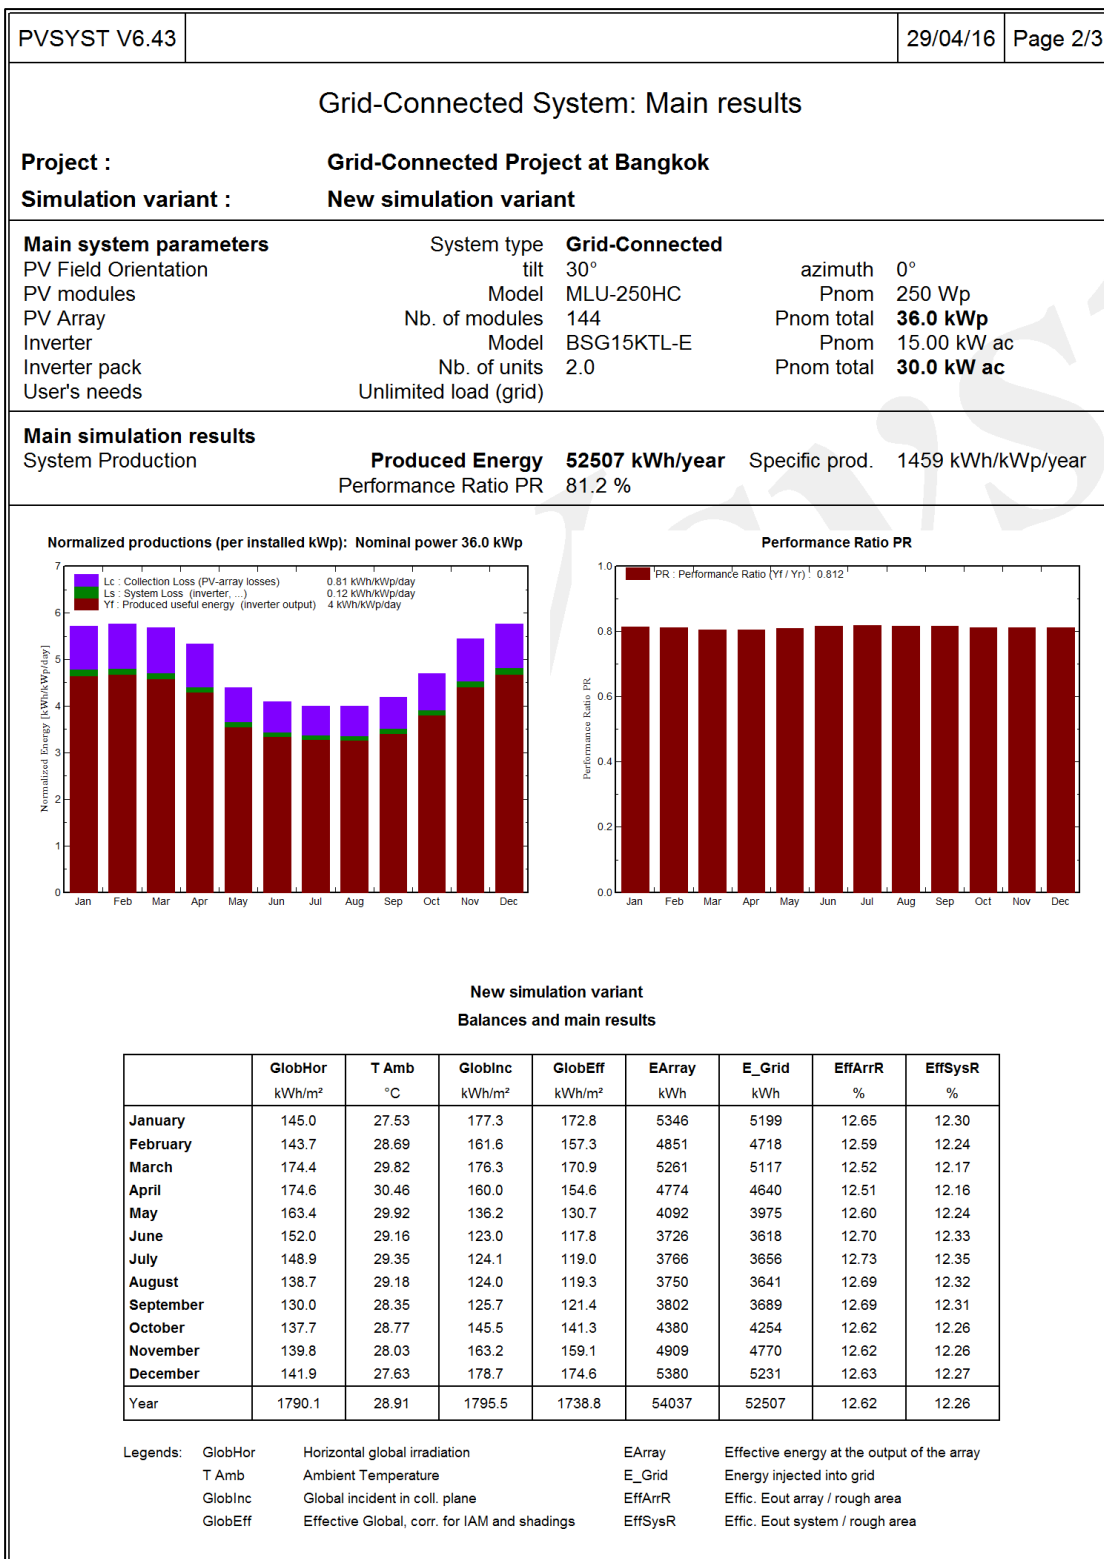 PVSYST V6.43 29/04/16 Page 2/3
Grid-Connected System: Main results
Project : Grid-Connected Project at Bangkok
Simulation variant : New simulation variant
Main system parameters System type Grid-Connected
PV Field Orientation tilt 30° azimuth 0°
PV modules Model MLU-250HC Pnom 250 Wp
PV Array Nb. of modules 144 Pnom total 36.0 kWp
Inverter Model BSG15KTL-E Pnom 15.00 kW ac
Inverter pack Nb. of units 2.0 Pnom total 30.0 kW ac
User's needs Unlimited load (grid)
Main simulation results
System Production Produced Energy 52507 kWh/year Specific prod. 1459 kWh/kWp/year
Performance Ratio PR 81.2 %
Normalized productions (per installed kWp): Nominal power 36.0 kWp
Lc : Collection Loss (PV-array losses) 0.81 kWh/kWp/day
Ls : System Loss (inverter, ...) 0.12 kWh/kWp/day
Yf : Produced useful energy (inverter output) 4 kWh/kWp/day
Normalized Energy [kWh/kWp/day]
7
6
5
4
3
2
1
0
Jan Feb Mar Apr May Jun Jul Aug Sep Oct Nov Dec
Performance Ratio PR
PR : Performance Ratio (Yf / Yr) : 0.812
Performance Ratio PR
1.0
0.8
0.6
0.4
0.2
0.0
Jan Feb Mar Apr May Jun Jul Aug Sep Oct Nov Dec
New simulation variant
Balances and main results
GlobHor T Amb GlobInc GlobEff EArray E_Grid EffArrR EffSysR
kWh/m² °C kWh/m² kWh/m² kWh kWh % %
January 145.0 27.53 177.3 172.8 5346 5199 12.65 12.30
February 143.7 28.69 161.6 157.3 4851 4718 12.59 12.24
March 174.4 29.82 176.3 170.9 5261 5117 12.52 12.17
April 174.6 30.46 160.0 154.6 4774 4640 12.51 12.16
May 163.4 29.92 136.2 130.7 4092 3975 12.60 12.24
June 152.0 29.16 123.0 117.8 3726 3618 12.70 12.33
July 148.9 29.35 124.1 119.0 3766 3656 12.73 12.35
August 138.7 29.18 124.0 119.3 3750 3641 12.69 12.32
September 130.0 28.35 125.7 121.4 3802 3689 12.69 12.31
October 137.7 28.77 145.5 141.3 4380 4254 12.62 12.26
November 139.8 28.03 163.2 159.1 4909 4770 12.62 12.26
December 141.9 27.63 178.7 174.6 5380 5231 12.63 12.27
Year 1790.1 28.91 1795.5 1738.8 54037 52507 12.62 12.26
Legends: GlobHor Horizontal global irradiation EArray Effective energy at the output of the array
T Amb Ambient Temperature E_Grid Energy injected into grid
GlobInc Global incident in coll. plane EffArrR Effic. Eout array / rough area
GlobEff Effective Global, corr. for IAM and shadings EffSysR Effic. Eout system / rough area